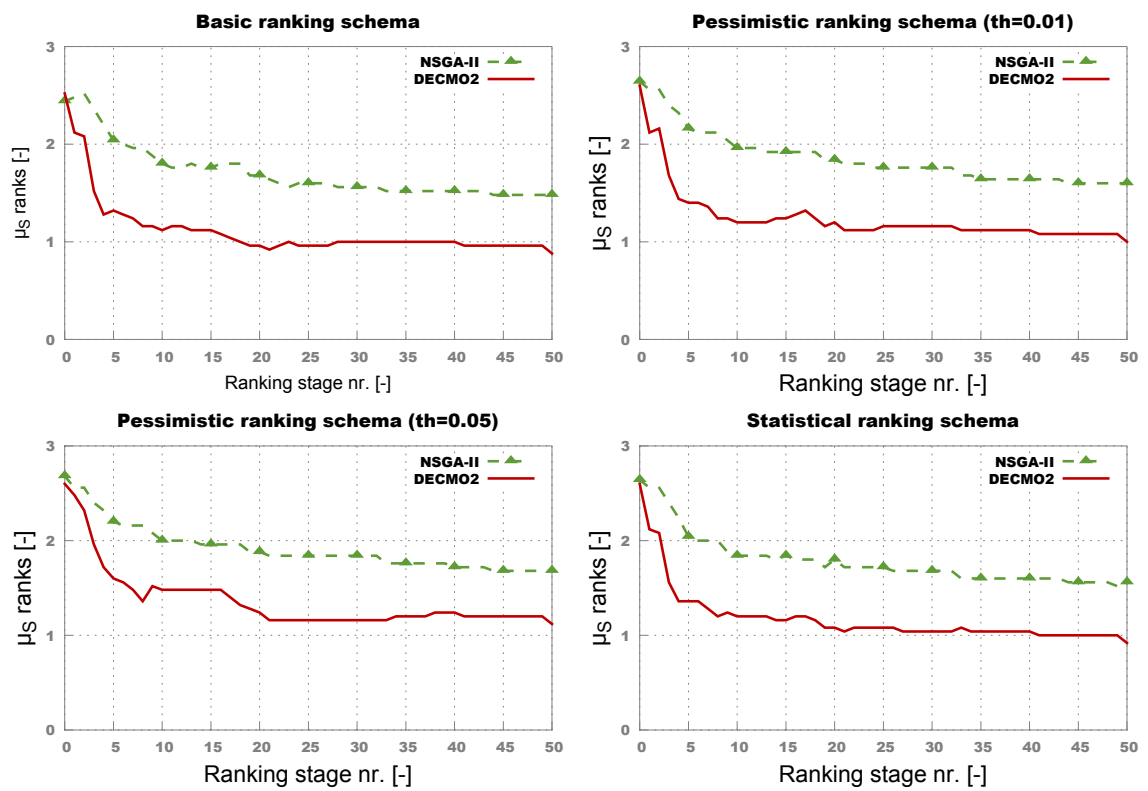 Basic ranking schema
3
2
1
0
μS ranks [-]
NSGA-II
DECMO2
0 5 10 15 20 25 30 35 40 45 50
Ranking stage nr. [-]
Pessimistic ranking schema (th=0.01)
3
2
1
0
μS ranks [-]
NSGA-II
DECMO2
0 5 10 15 20 25 30 35 40 45 50
Ranking stage nr. [-]
Pessimistic ranking schema (th=0.05)
3
2
1
0
μS ranks [-]
NSGA-II
DECMO2
0 5 10 15 20 25 30 35 40 45 50
Ranking stage nr. [-]
Statistical ranking schema
3
2
1
0
μS ranks [-]
NSGA-II
DECMO2
0 5 10 15 20 25 30 35 40 45 50
Ranking stage nr. [-]